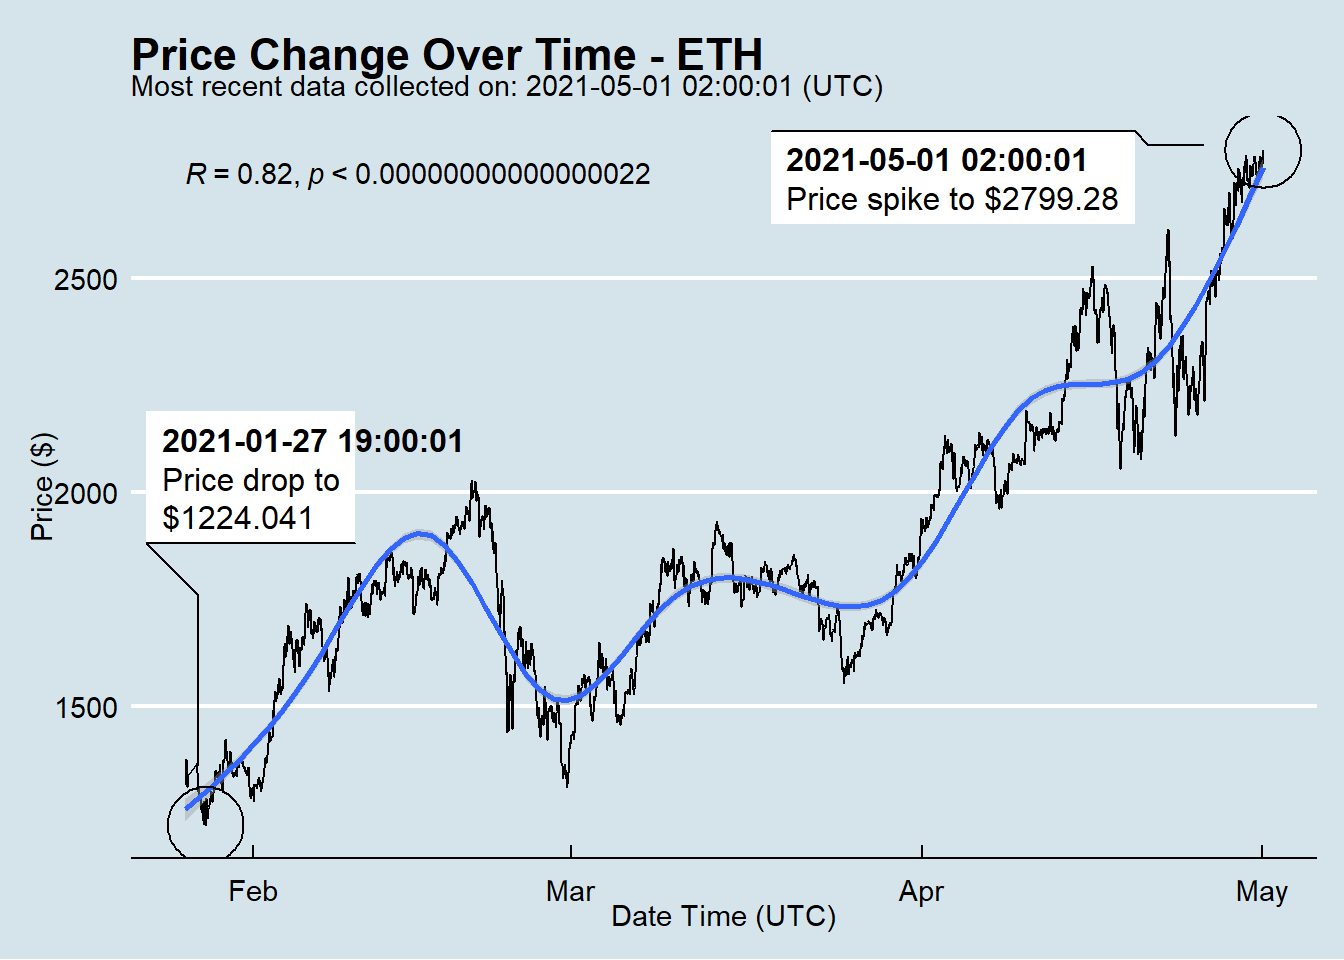 Price Change Over Time - ETH
Most recent data collected on: 2021-05-01 02:00:01 (UTC)
R = 0.82, p < 0.00000000000000022
2021-05-01 02:00:01
Price spike to $2799.28
2500
2021-01-27 19:00:01
Price drop to
$1224.041
Price ($)
2000
1500
Feb
Mar
Apr
May
Date Time (UTC)